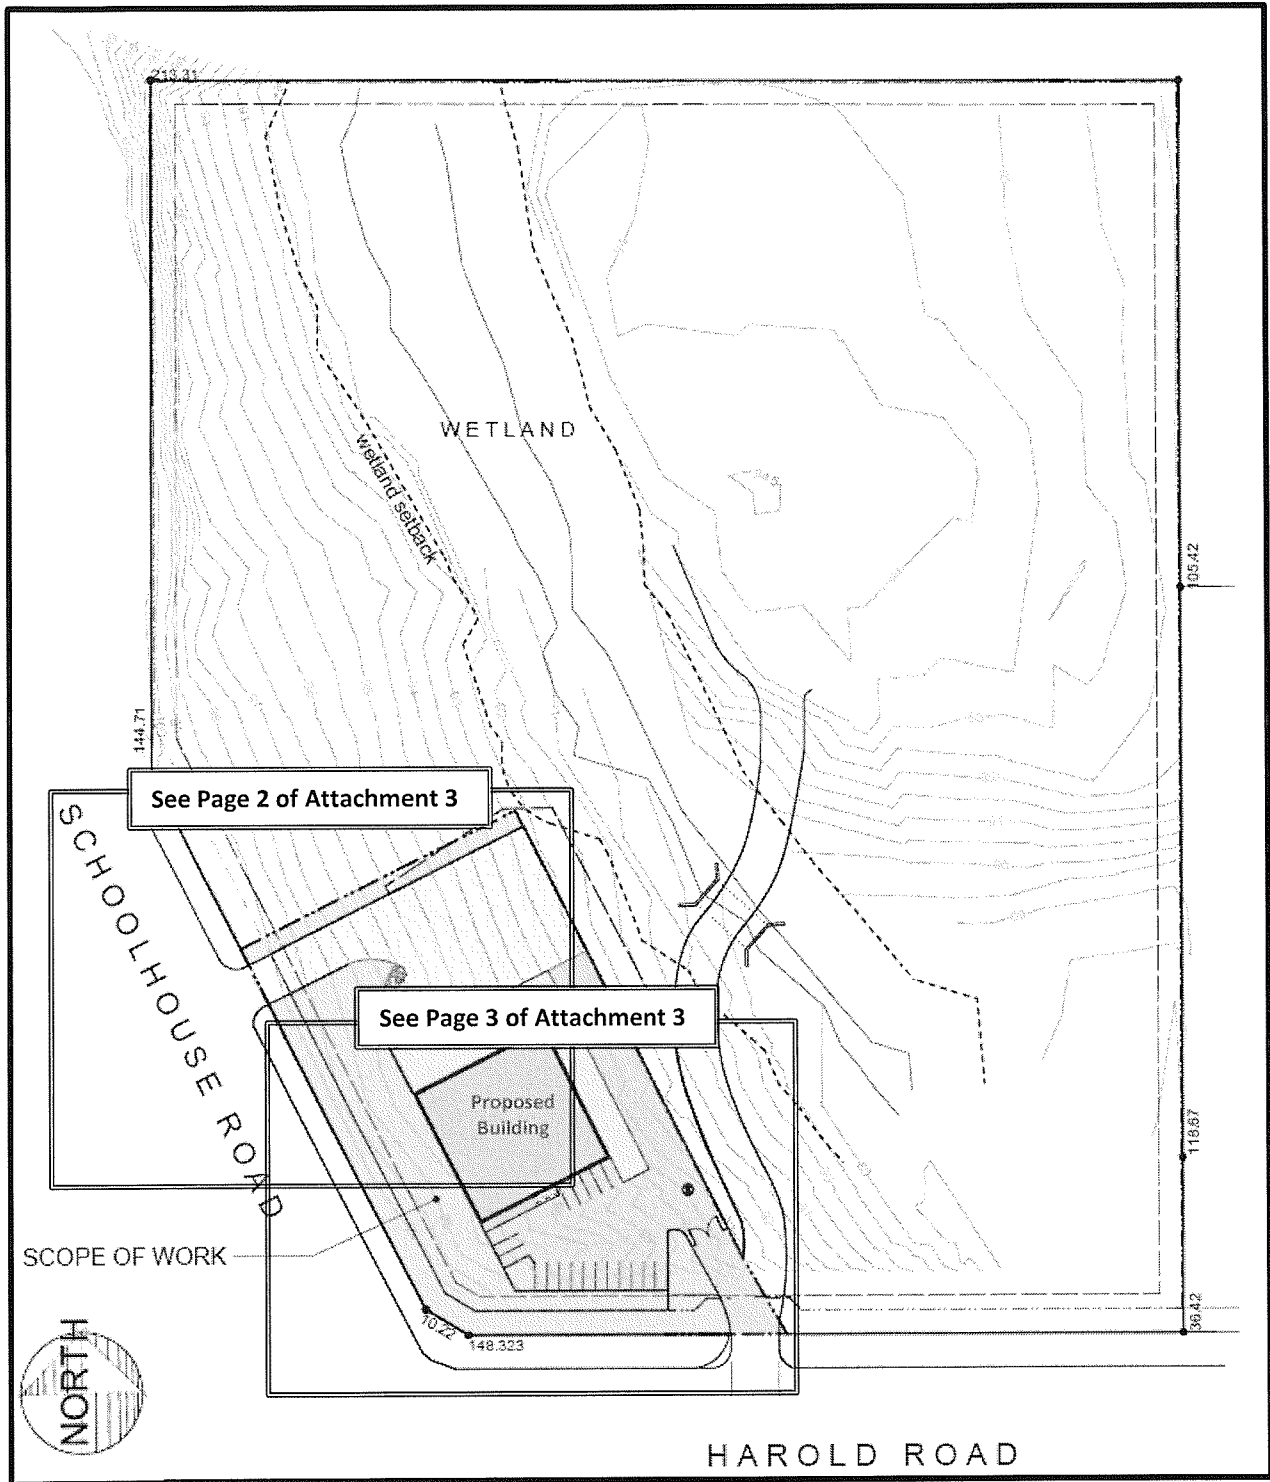 213.31
WETLAND
wetland setback
105.42
144.71
See Page 2 of Attachment 3
SCHOOLHOUSE ROAD
See Page 3 of Attachment 3
Proposed
Building
118.67
SCOPE OF WORK
10.22
148.323
36.42
NORTH
HAROLD ROAD